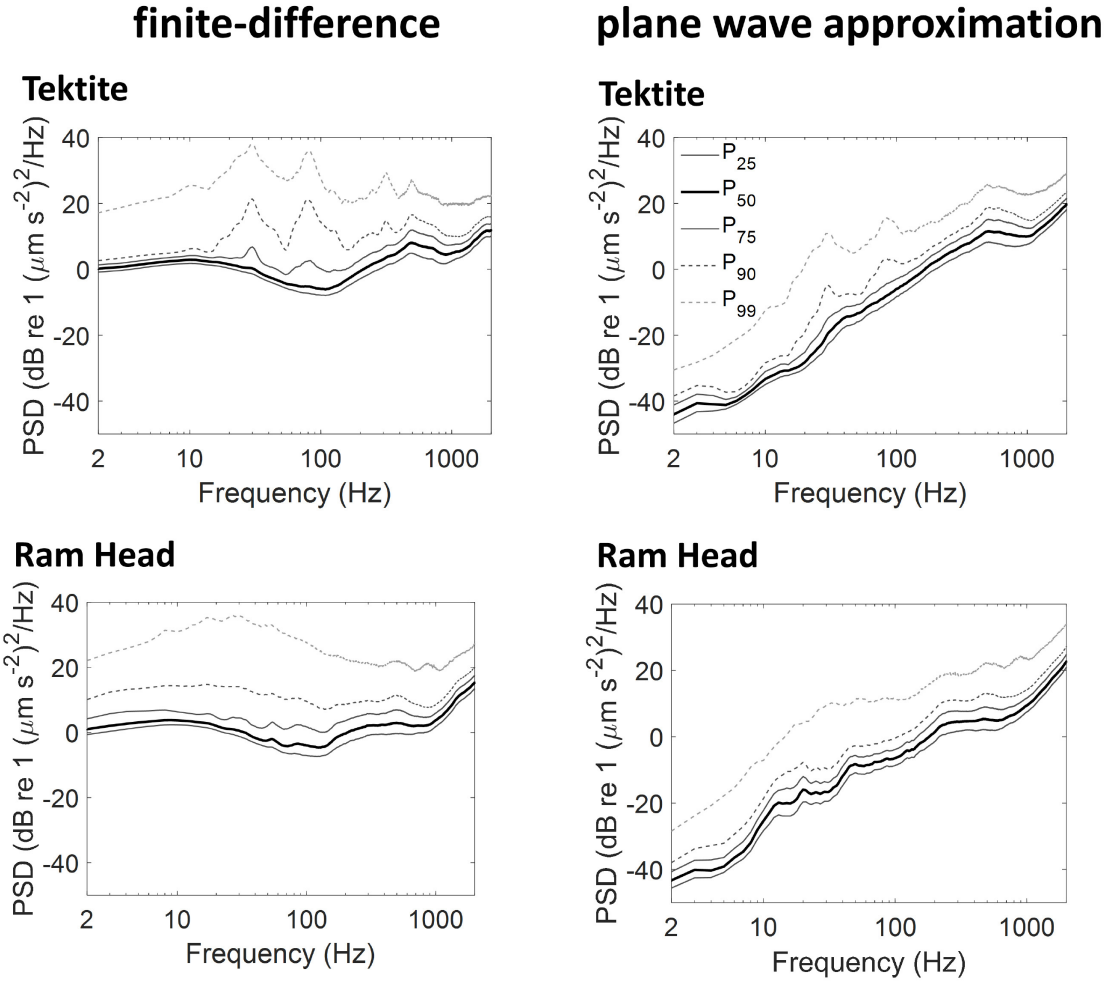 finite-difference
plane wave approximation
Tektite
PSD (dB re 1 (μm s-2)2/Hz)
40
20
0
-20
-40
2
10
100
1000
Frequency (Hz)
Tektite
PSD (dB re 1 (μm s-2)2/Hz)
40
20
0
-20
-40
P25
P50
P75
P90
P99
2
10
100
1000
Frequency (Hz)
Ram Head
PSD (dB re 1 (μm s-2)2/Hz)
40
20
0
-20
-40
2
10
100
1000
Frequency (Hz)
Ram Head
PSD (dB re 1 (μm s-2)2/Hz)
40
20
0
-20
-40
2
10
100
1000
Frequency (Hz)